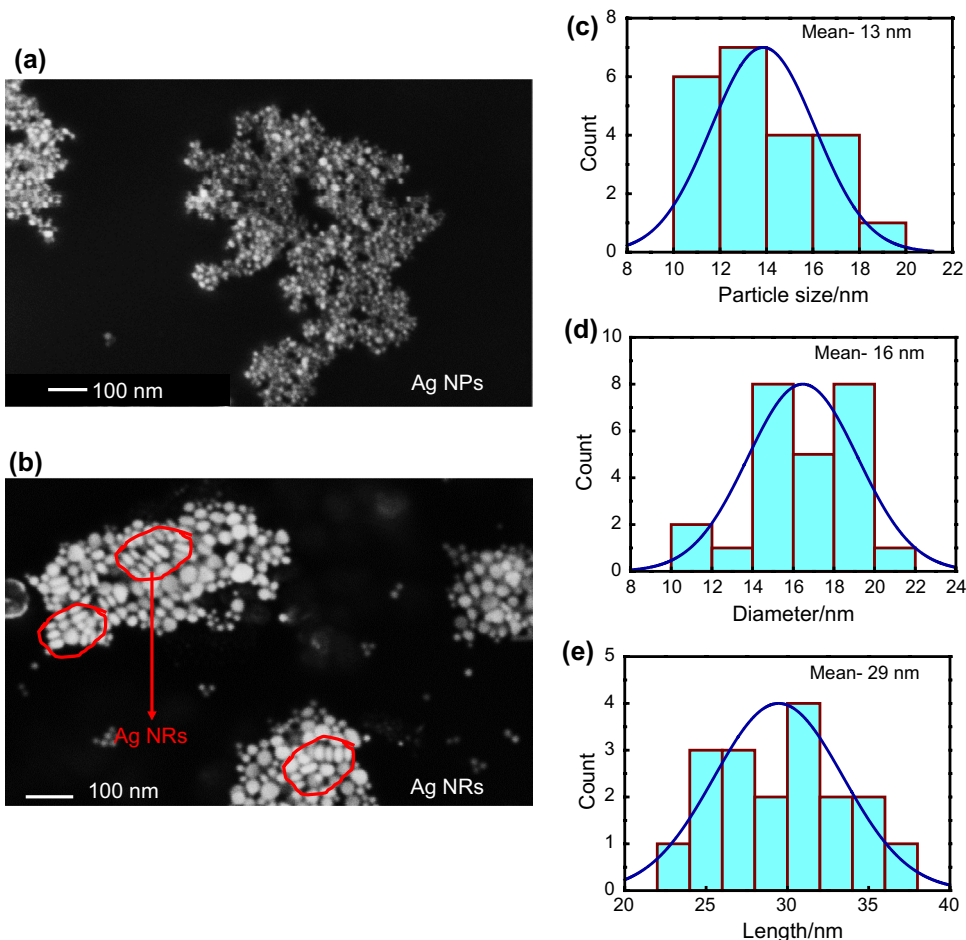 (a)
100 nm
Ag NPs
(b)
Ag NRs
100 nm
Ag NRs
(c)
Mean- 13 nm
Count
8
6
4
2
0
8 10 12 14 16 18 20 22
Particle size/nm
(d)
Mean- 16 nm
Count
10
8
6
4
2
0
8 10 12 14 16 18 20 22 24
Diameter/nm
(e)
Mean- 29 nm
Count
5
4
3
2
1
0
20 25 30 35 40
Length/nm